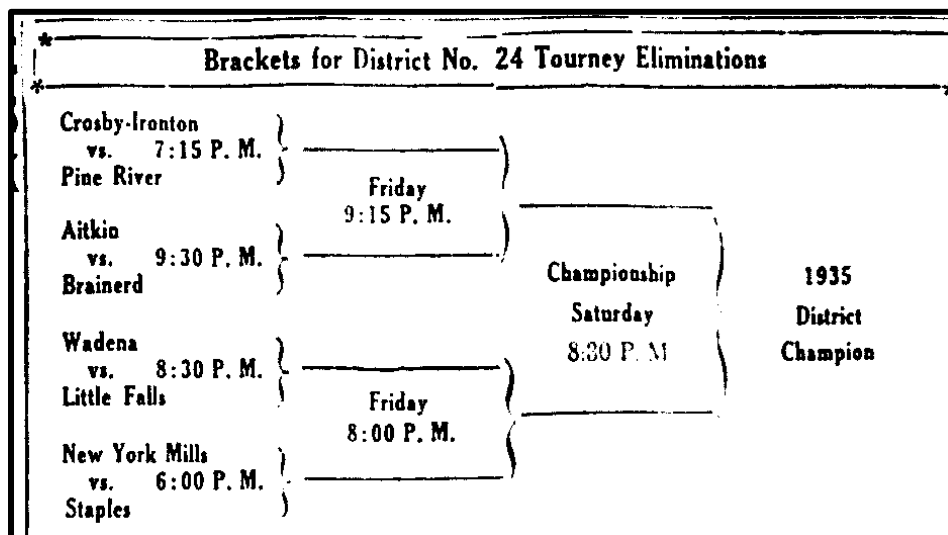 Brackets for District No. 24 Tourney Eliminations
Crosby-Ironton
vs. 7:15 P. M.
Pine River
Friday
9:15 P. M.
Aitkin
vs. 9:30 P. M.
Brainerd
Championship
Saturday
8:30 P. M
1935
District
Champion
Wadena
vs. 8:30 P. M.
Little Falls
Friday
8:00 P. M.
New York Mills
vs. 6:00 P. M.
Staples